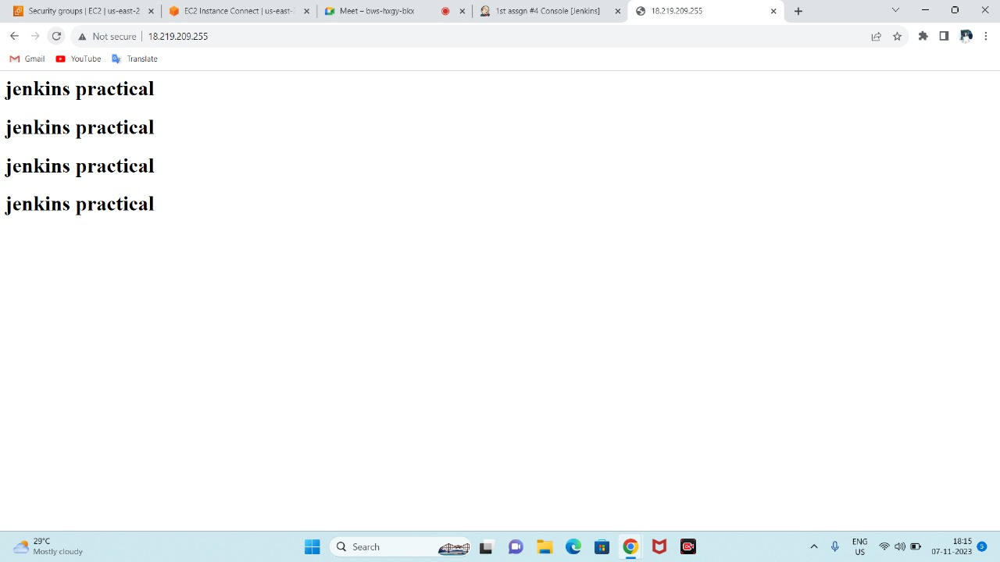 Security groups | EC2 | us-east-2
EC2 Instance Connect | us-east-
Meet – bws-hxgy-bkx
1st assgn #4 Console [Jenkins]
18.219.209.255
Not secure
18.219.209.255
Gmail
YouTube
Translate
jenkins practical
jenkins practical
jenkins practical
jenkins practical
29°C
Mostly cloudy
Search
ENG
US
18:15
07-11-2023
5